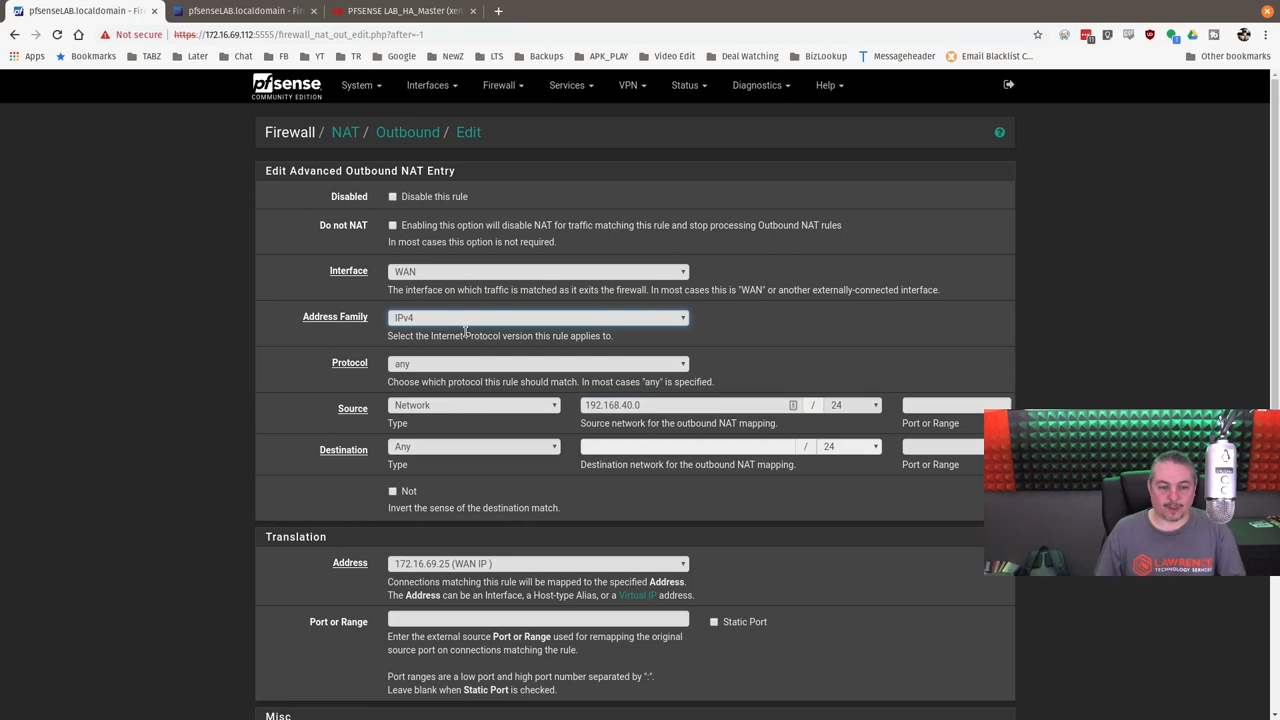 pfsenseLAB.localdomain - Fire
pfsenseLAB.localdomain - Fire
PFSENSE LAB_HA_Master (xen
Not secure
https://172.16.69.112:5555/firewall_nat_out_edit.php?after=-1
Apps
Bookmarks
TABZ
Later
Chat
FB
YT
TR
Google
NewZ
LTS
Backups
APK_PLAY
Video Edit
Deal Watching
BizLookup
Messageheader
Email Blacklist C...
Other bookmarks
pfsense
COMMUNITY EDITION
System
Interfaces
Firewall
Services
VPN
Status
Diagnostics
Help
Firewall / NAT / Outbound / Edit
Edit Advanced Outbound NAT Entry
Disabled
Disable this rule
Do not NAT
Enabling this option will disable NAT for traffic matching this rule and stop processing Outbound NAT rules
In most cases this option is not required.
Interface
WAN
The interface on which traffic is matched as it exits the firewall. In most cases this is "WAN" or another externally-connected interface.
Address Family
IPv4
Select the Internet Protocol version this rule applies to.
Protocol
any
Choose which protocol this rule should match. In most cases "any" is specified.
Source
Network
192.168.40.0
/
24
Type
Source network for the outbound NAT mapping.
Port or Range
Destination
Any
/
24
Type
Destination network for the outbound NAT mapping.
Port or Range
Not
Invert the sense of the destination match.
Translation
Address
172.16.69.25 (WAN IP )
Connections matching this rule will be mapped to the specified Address.
The Address can be an Interface, a Host-type Alias, or a Virtual IP address.
Port or Range
Static Port
Enter the external source Port or Range used for remapping the original
source port on connections matching the rule.
Port ranges are a low port and high port number separated by ":".
Leave blank when Static Port is checked.
Misc
LAWRENCE
TECHNOLOGY SERVICES